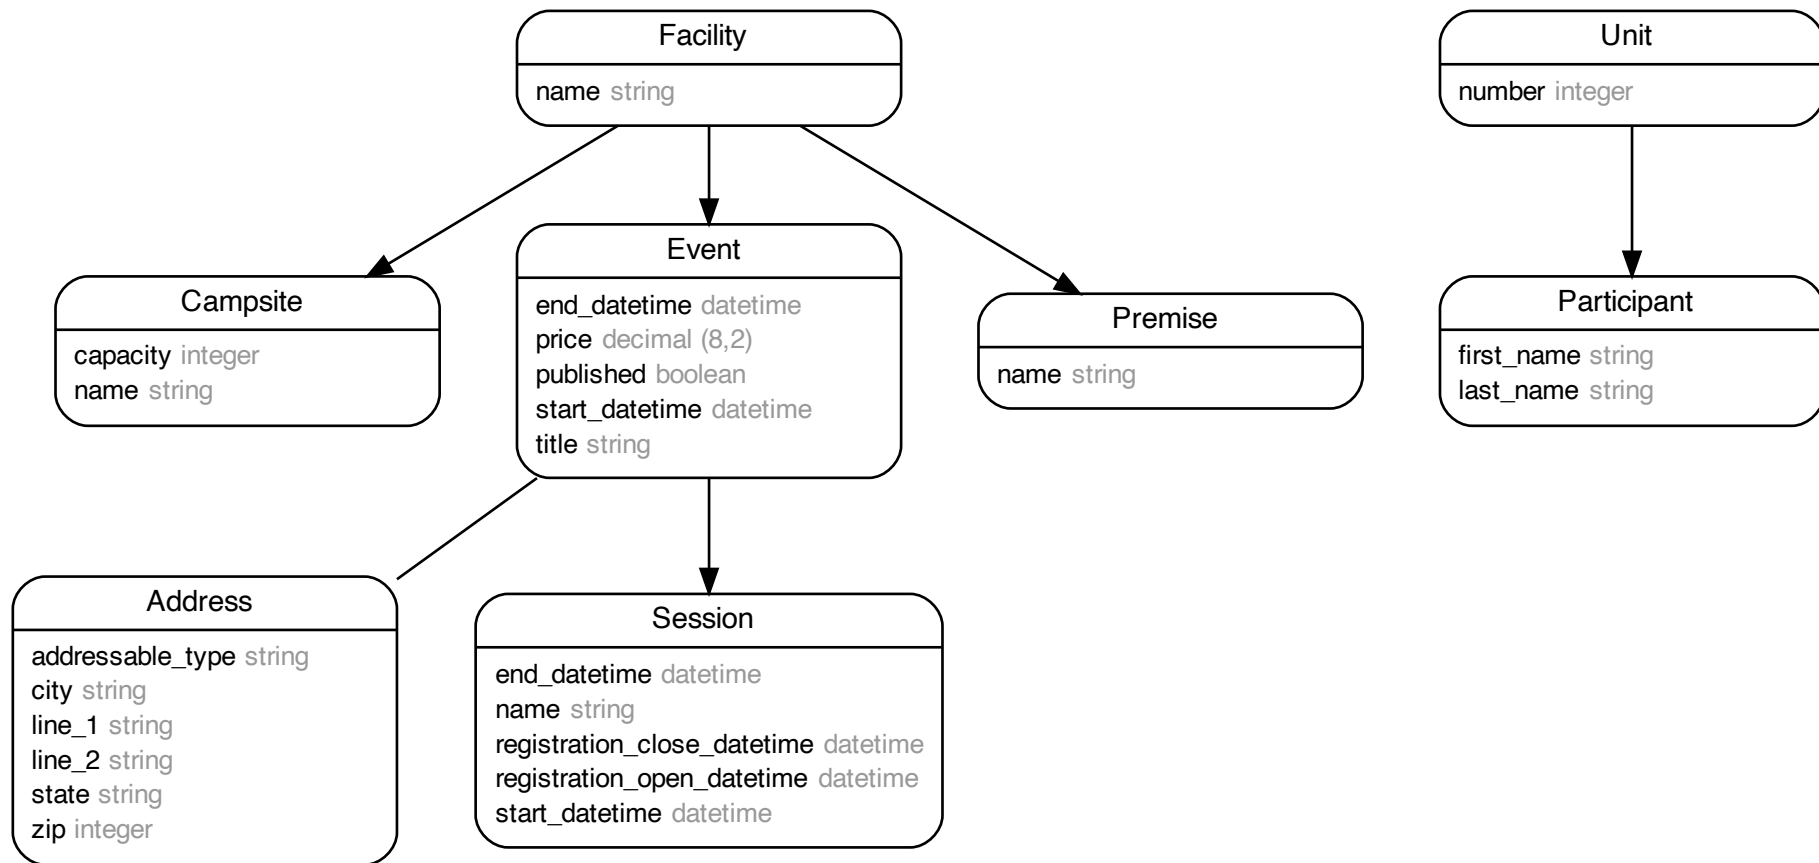 Facility
name string
Unit
number integer
Campsite
capacity integer
name string
Event
end_datetime datetime
price decimal (8,2)
published boolean
start_datetime datetime
title string
Premise
name string
Participant
first_name string
last_name string
Address
addressable_type string
city string
line_1 string
line_2 string
state string
zip integer
Session
end_datetime datetime
name string
registration_close_datetime datetime
registration_open_datetime datetime
start_datetime datetime